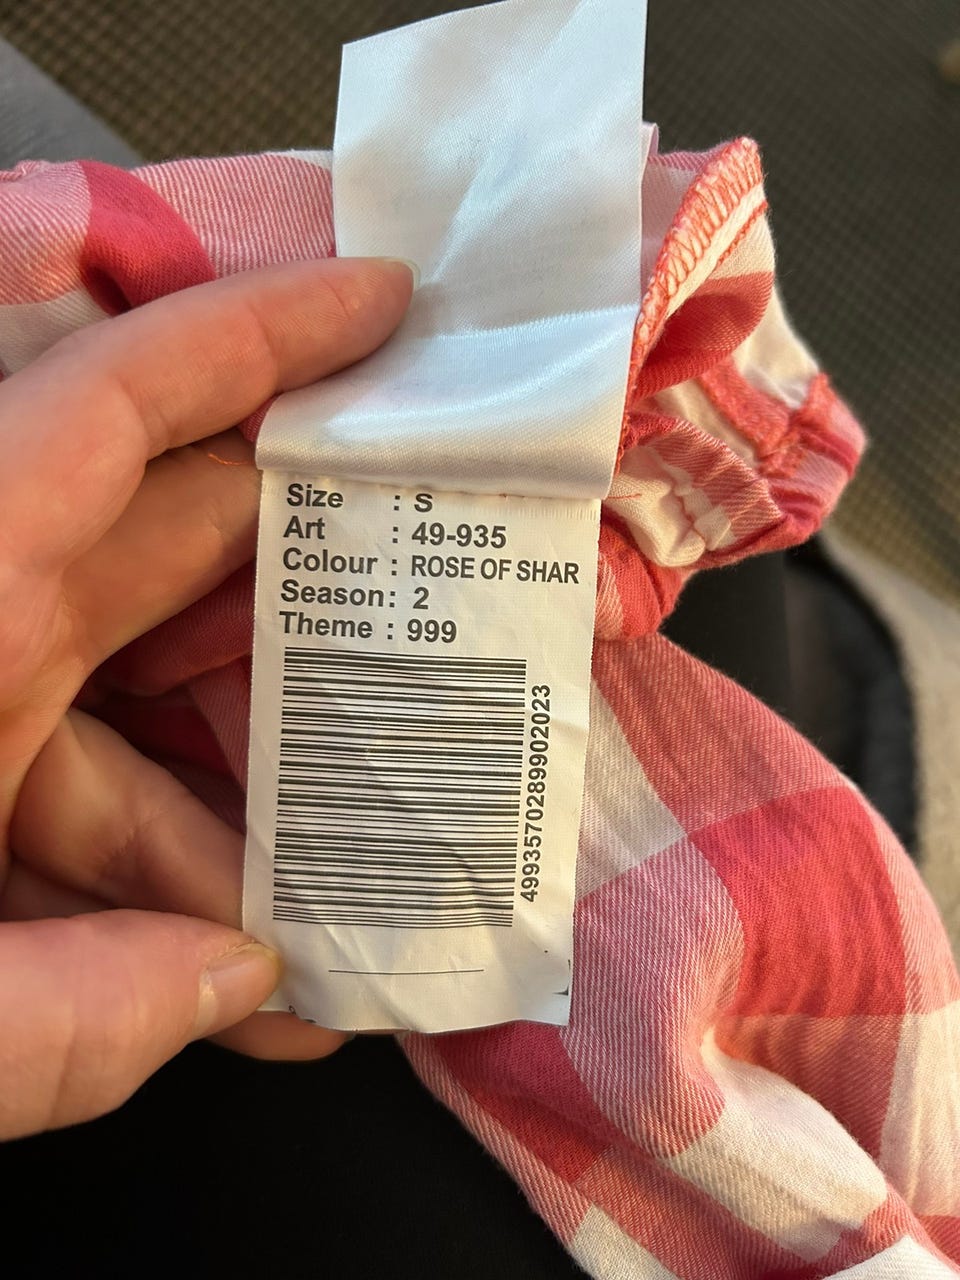 Size : S
Art : 49-935
Colour : ROSE OF SHAR
Season: 2
Theme : 999
4993570289902023